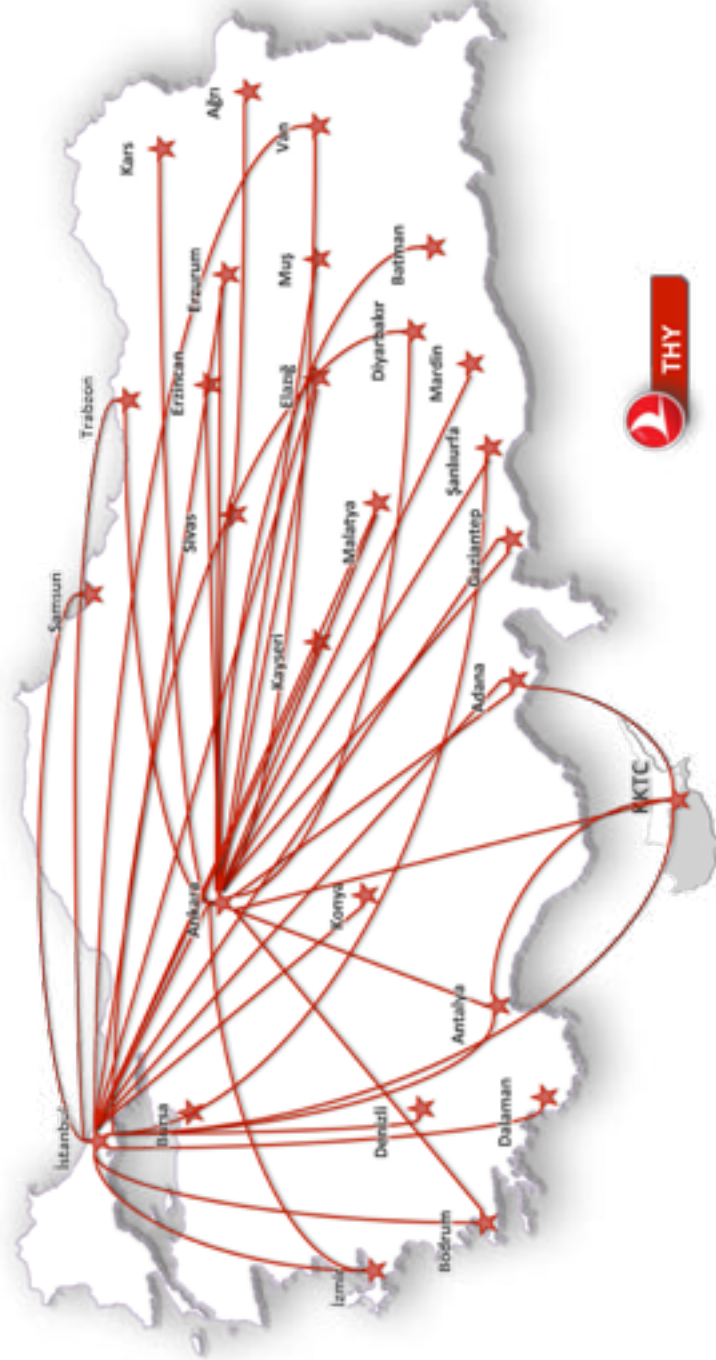 İstanbul
Samsun
Trabzon
Kars
Ağrı
Bursa
Ankara
Sivas
Erzincan
Erzurum
Van
Muş
Elazığ
Kayseri
Malatya
Diyarbakır
Batman
Mardin
Şanlıurfa
Gaziantep
Adana
Konya
Antalya
Denizli
Dalaman
İzmir
Bodrum
KKTC
THY